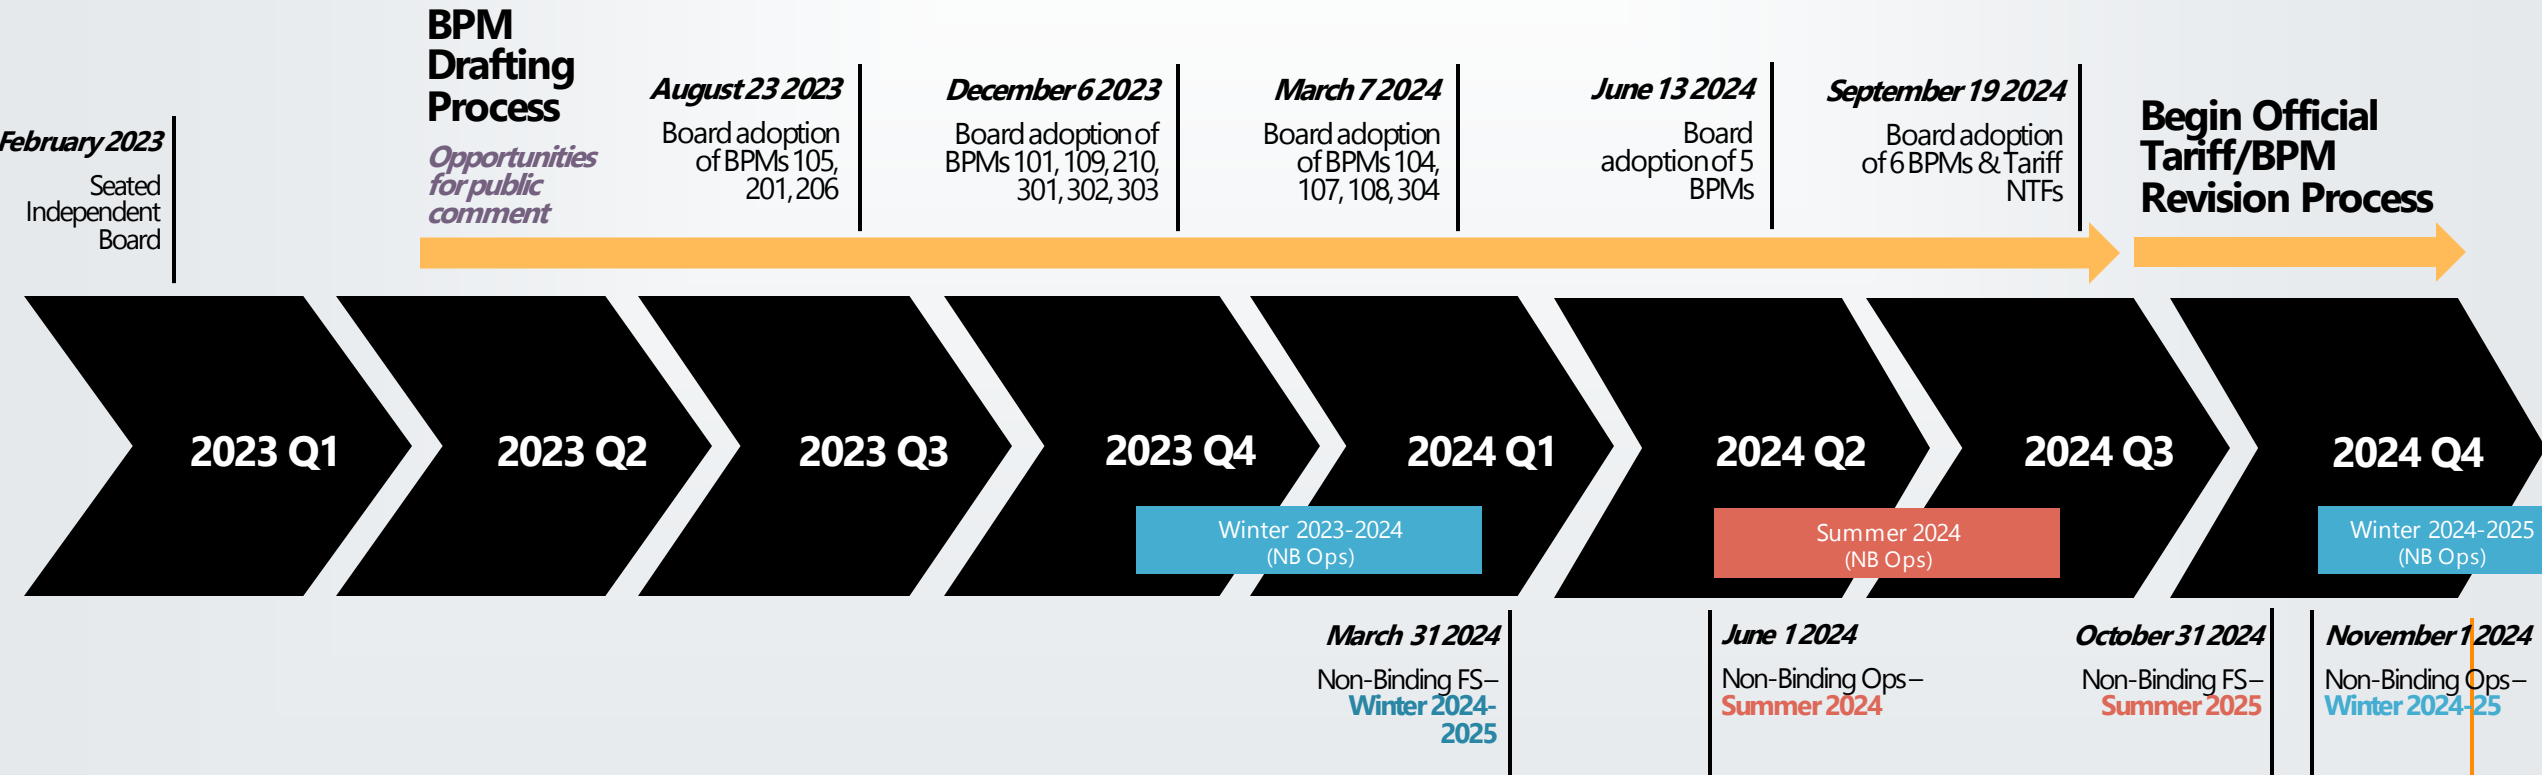 February 2023
Seated
Independent
Board
BPM
Drafting
Process
Opportunities
for public
comment
August 23 2023
Board adoption
of BPMs 105,
201, 206
December 6 2023
Board adoption of
BPMs 101, 109, 210,
301, 302, 303
March 7 2024
Board adoption
of BPMs 104,
107, 108, 304
June 13 2024
Board
adoption of 5
BPMs
September 19 2024
Board adoption
of 6 BPMs & Tariff
NTFs
Begin Official
Tariff/BPM
Revision Process
2023 Q1
2023 Q2
2023 Q3
2023 Q4
2024 Q1
2024 Q2
2024 Q3
2024 Q4
Winter 2023-2024
(NB Ops)
Summer 2024
(NB Ops)
Winter 2024-2025
(NB Ops)
March 31 2024
Non-Binding FS–
Winter 2024-
2025
June 1 2024
Non-Binding Ops–
Summer 2024
October 31 2024
Non-Binding FS–
Summer 2025
November 1 2024
Non-Binding Ops–
Winter 2024-25